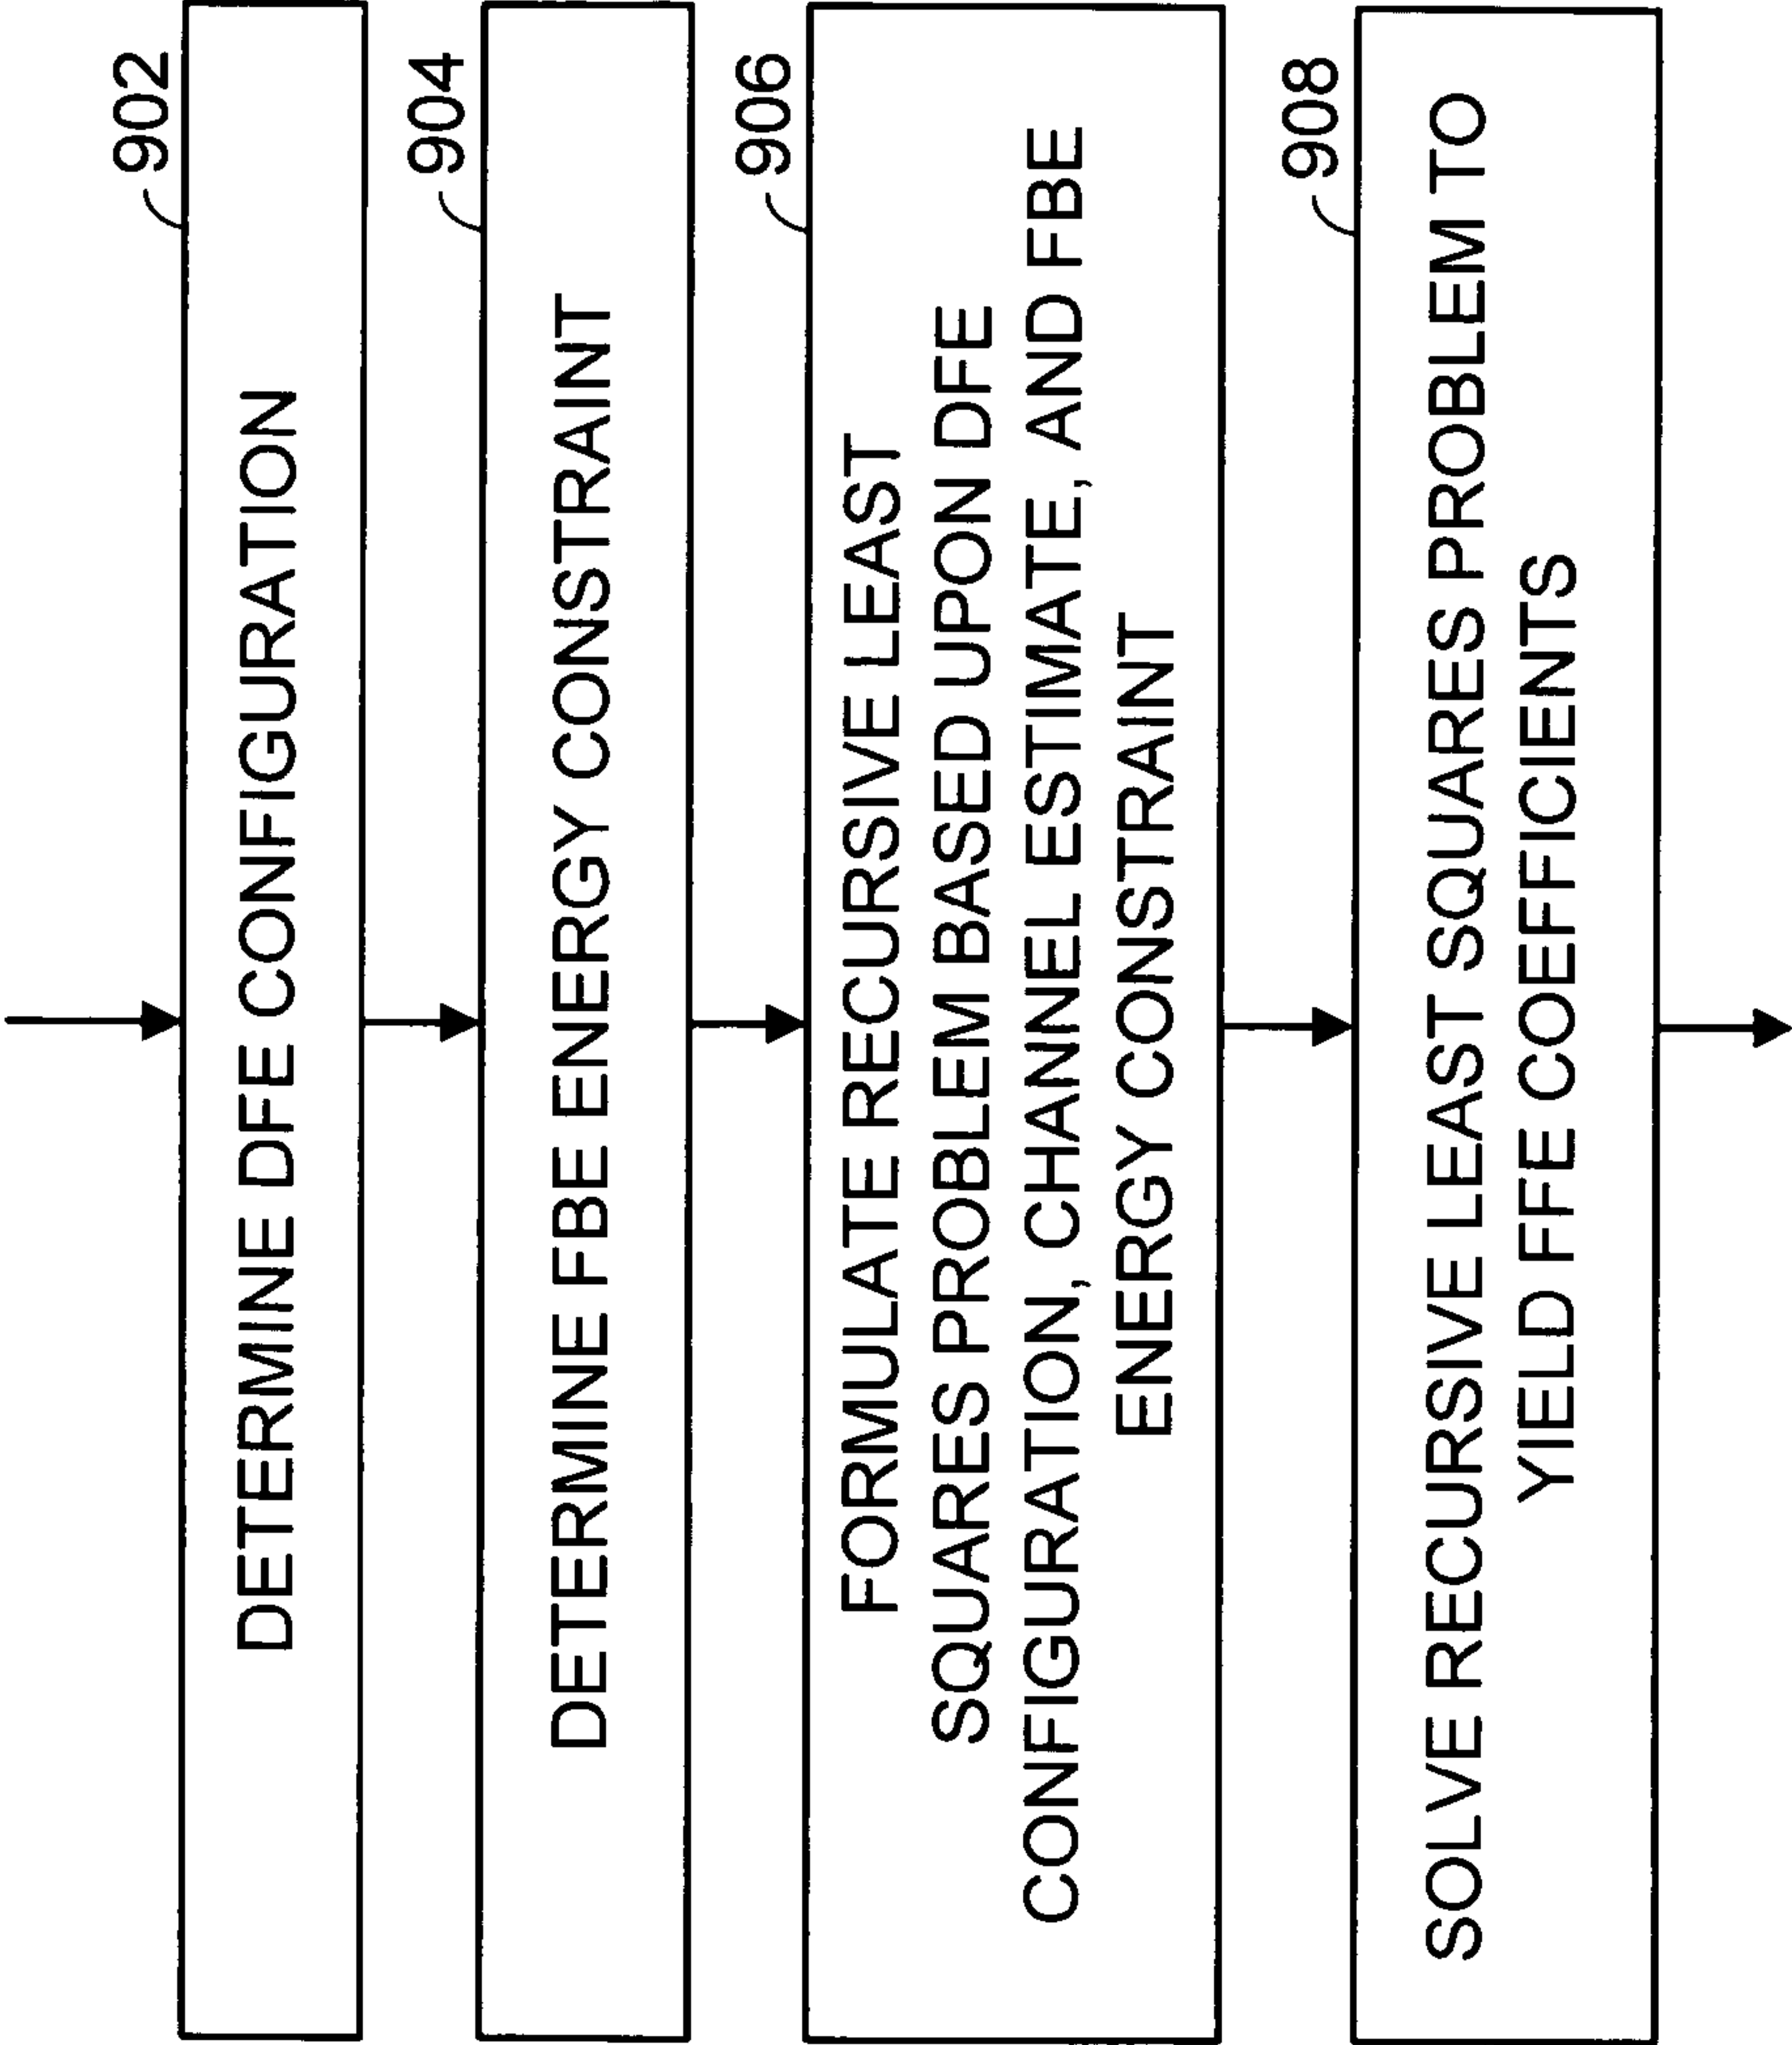 902
DETERMINE DFE CONFIGURATION
904
DETERMINE FBE ENERGY CONSTRAINT
906
FORMULATE RECURSIVE LEAST
SQUARES PROBLEM BASED UPON DFE
CONFIGURATION, CHANNEL ESTIMATE, AND FBE
ENERGY CONSTRAINT
908
SOLVE RECURSIVE LEAST SQUARES PROBLEM TO
YIELD FFE COEFFICIENTS